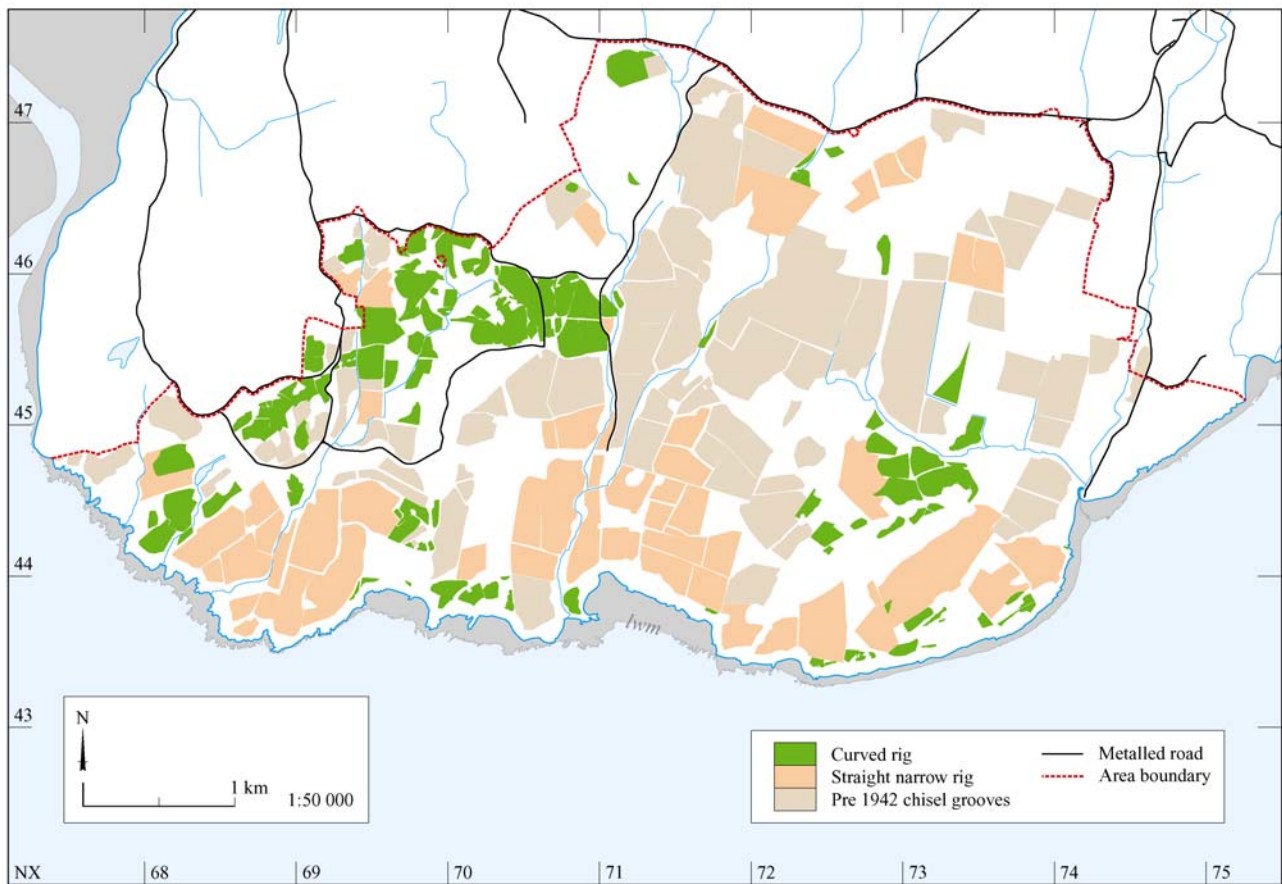 47
46
45
44
lwm
43
N
1 km
1:50 000
Curved rig
Straight narrow rig
Pre 1942 chisel grooves
Metalled road
Area boundary
NX 68 69 70 71 72 73 74 75